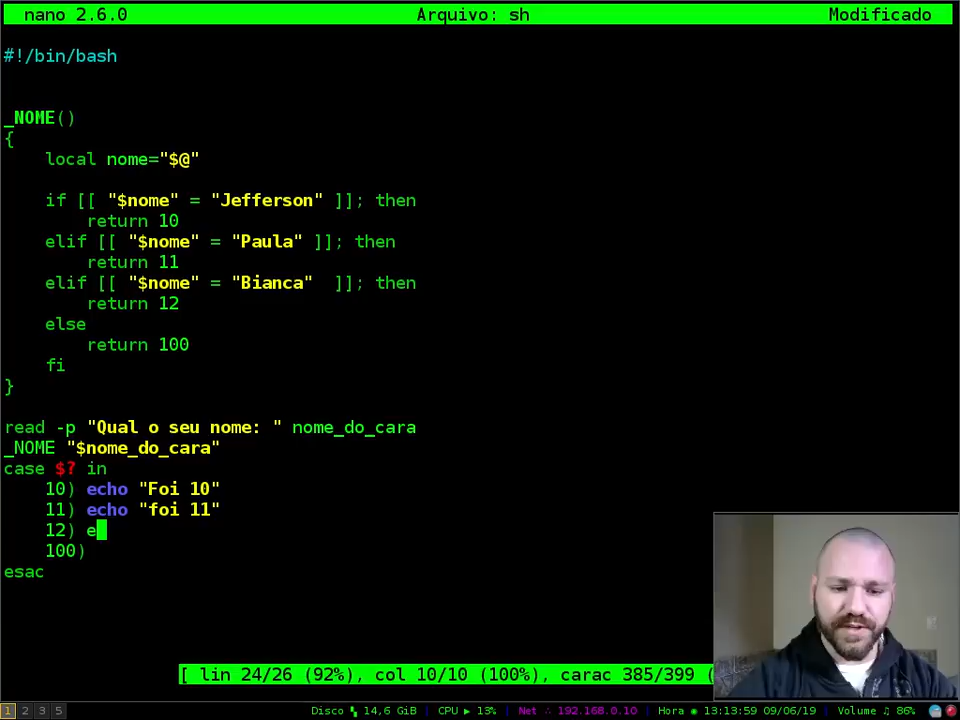 nano 2.6.0 Arquivo: sh Modificado
#!/bin/bash
_NOME()
{
local nome="$@"
if [[ "$nome" = "Jefferson" ]]; then
return 10
elif [[ "$nome" = "Paula" ]]; then
return 11
elif [[ "$nome" = "Bianca"  ]]; then
return 12
else
return 100
fi
}
read -p "Qual o seu nome: " nome_do_cara
_NOME "$nome_do_cara"
case $? in
10) echo "Foi 10"
11) echo "foi 11"
12) e
100)
esac
[ lin 24/26 (92%), col 10/10 (100%), carac 385/399 (
1 2 3 5 Disco 14,6 GiB | CPU ▶ 13% | Net 192.168.0.10 | Hora ◉ 13:13:59 09/06/19 | Volume ♫ 86%